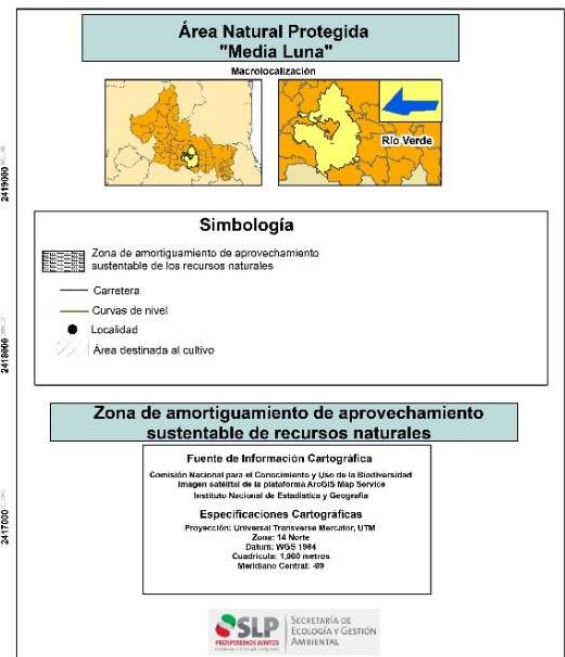 Área Natural Protegida
"Media Luna"
Macrolocalización
Río Verde
2419000
Simbología
Zona de amortiguamiento de aprovechamiento
sustentable de los recursos naturales
Carretera
Curvas de nivel
Localidad
Área destinada al cultivo
2418000
Zona de amortiguamiento de aprovechamiento
sustentable de recursos naturales
Fuente de Información Cartográfica
Comisión Nacional para el Conocimiento y Uso de la Biodiversidad
Imagen satelital de la plataforma ArcGIS Map Service
Instituto Nacional de Estadística y Geografía
Especificaciones Cartográficas
Proyección: Universal Transverse Mercator, UTM
Zona: 14 Norte
Datum: WGS 1984
Cuadrícula: 1,000 metros
Meridiano Central: -99
2417000
SLP
PROSPEREMOS JUNTOS
SECRETARÍA DE
ECOLOGÍA Y GESTIÓN
AMBIENTAL